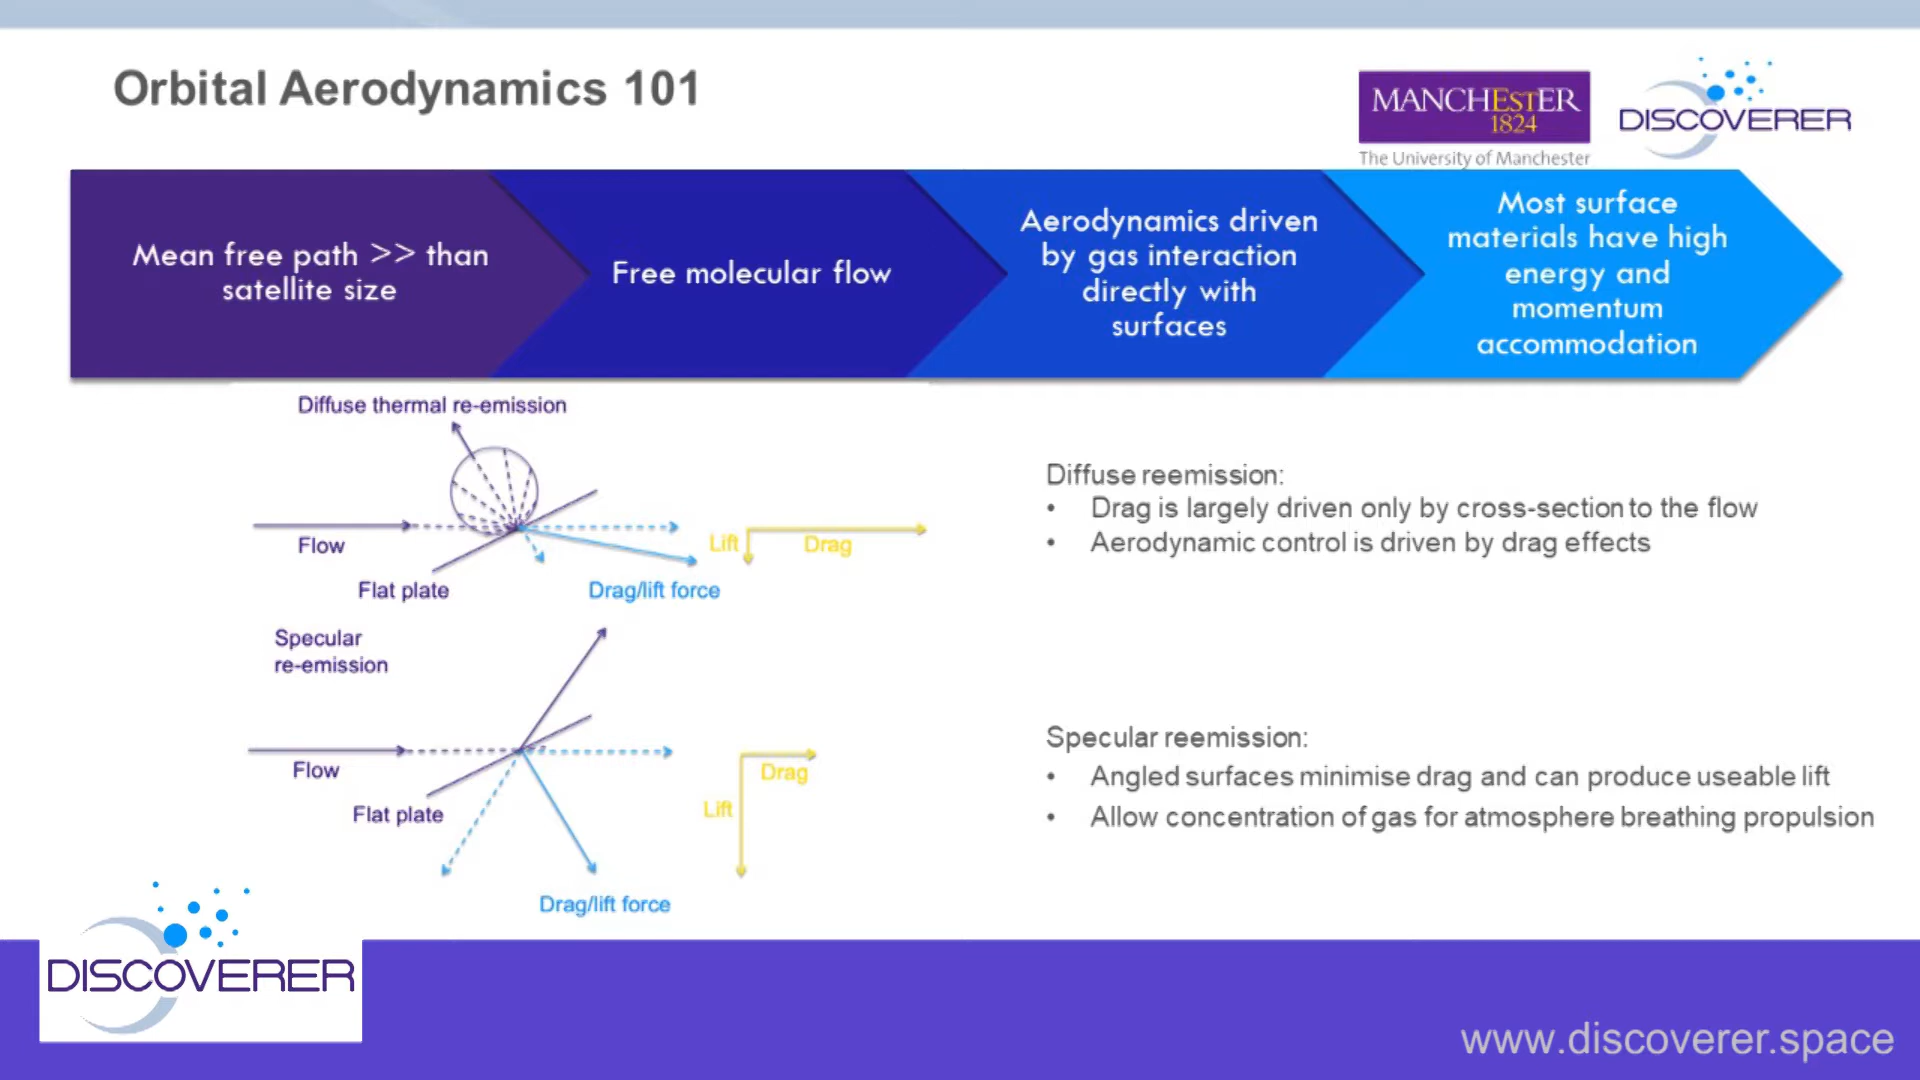 Orbital Aerodynamics 101
MANCHEsTER
1824
The University of Manchester
DISCOVERER
Mean free path >> than
satellite size
Free molecular flow
Aerodynamics driven
by gas interaction
directly with
surfaces
Most surface
materials have high
energy and
momentum
accommodation
Diffuse thermal re-emission
Flow
Flat plate
Lift
Drag
Drag/lift force
Diffuse reemission:
• Drag is largely driven only by cross-section to the flow
• Aerodynamic control is driven by drag effects
Specular
re-emission
Flow
Flat plate
Drag
Lift
Drag/lift force
Specular reemission:
• Angled surfaces minimise drag and can produce useable lift
• Allow concentration of gas for atmosphere breathing propulsion
DISCOVERER
www.discoverer.space